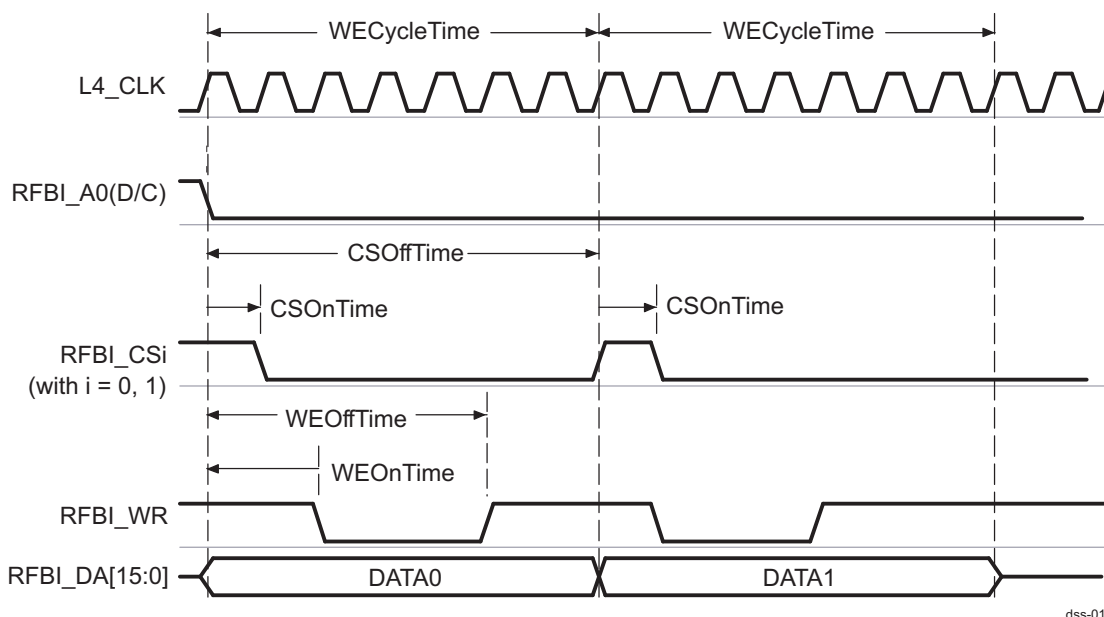 WECycleTime WECycleTime
L4_CLK
RFBI_A0(D/C)
CSOffTime
CSOnTime CSOnTime
RFBI_CSi
(with i = 0, 1)
WEOffTime
WEOnTime
RFBI_WR
RFBI_DA[15:0] DATA0 DATA1
dss-01